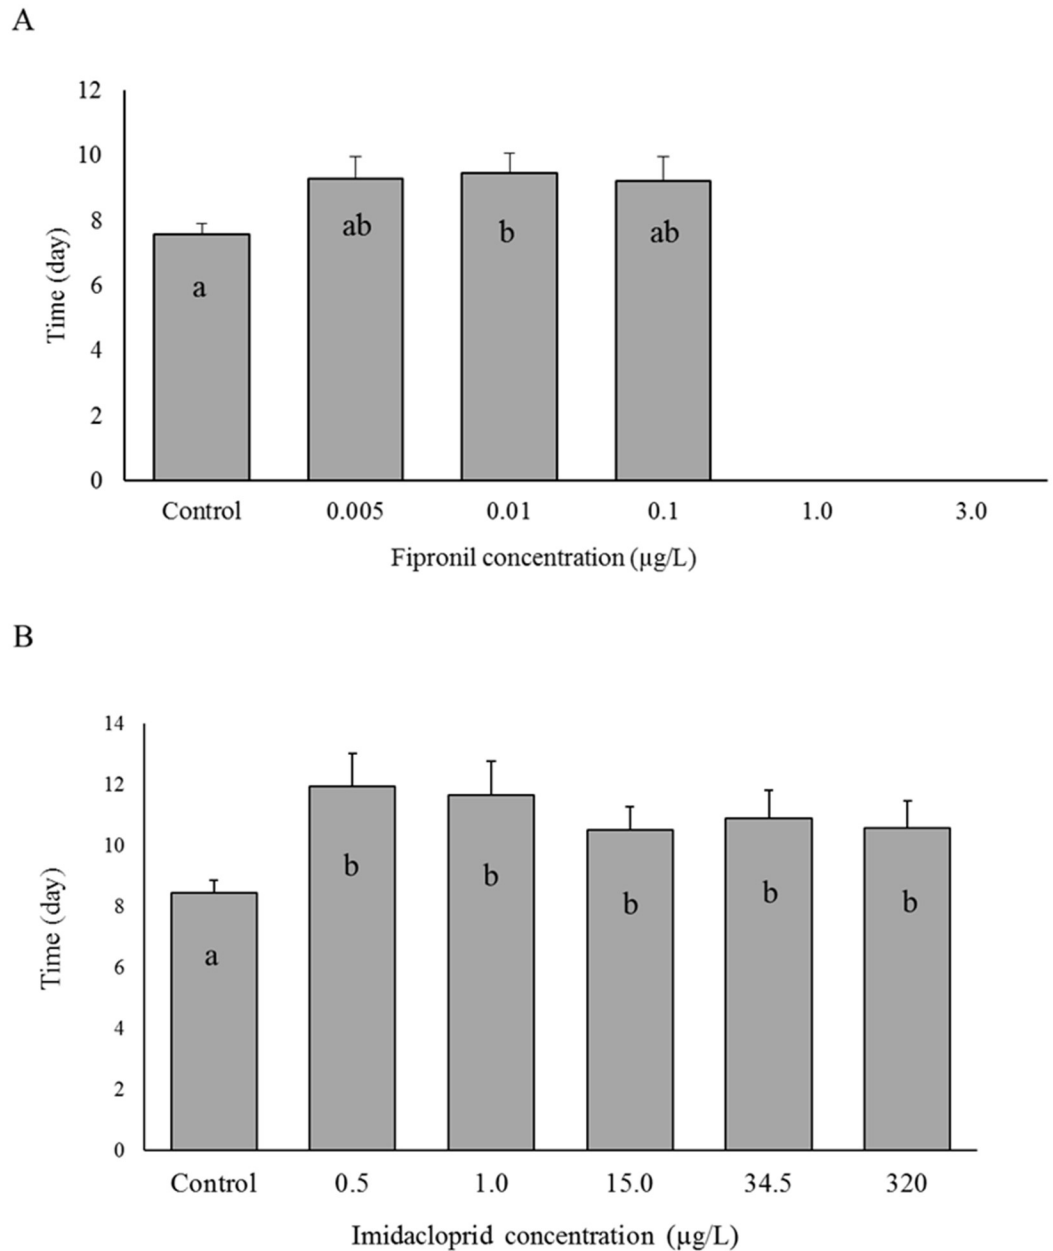 A
12
10
8
6
4
2
0
Time (day)
a
ab
b
ab
Control 0.005 0.01 0.1 1.0 3.0
Fipronil concentration (µg/L)
B
14
12
10
8
6
4
2
0
Time (day)
a
b
b
b
b
b
Control 0.5 1.0 15.0 34.5 320
Imidacloprid concentration (µg/L)